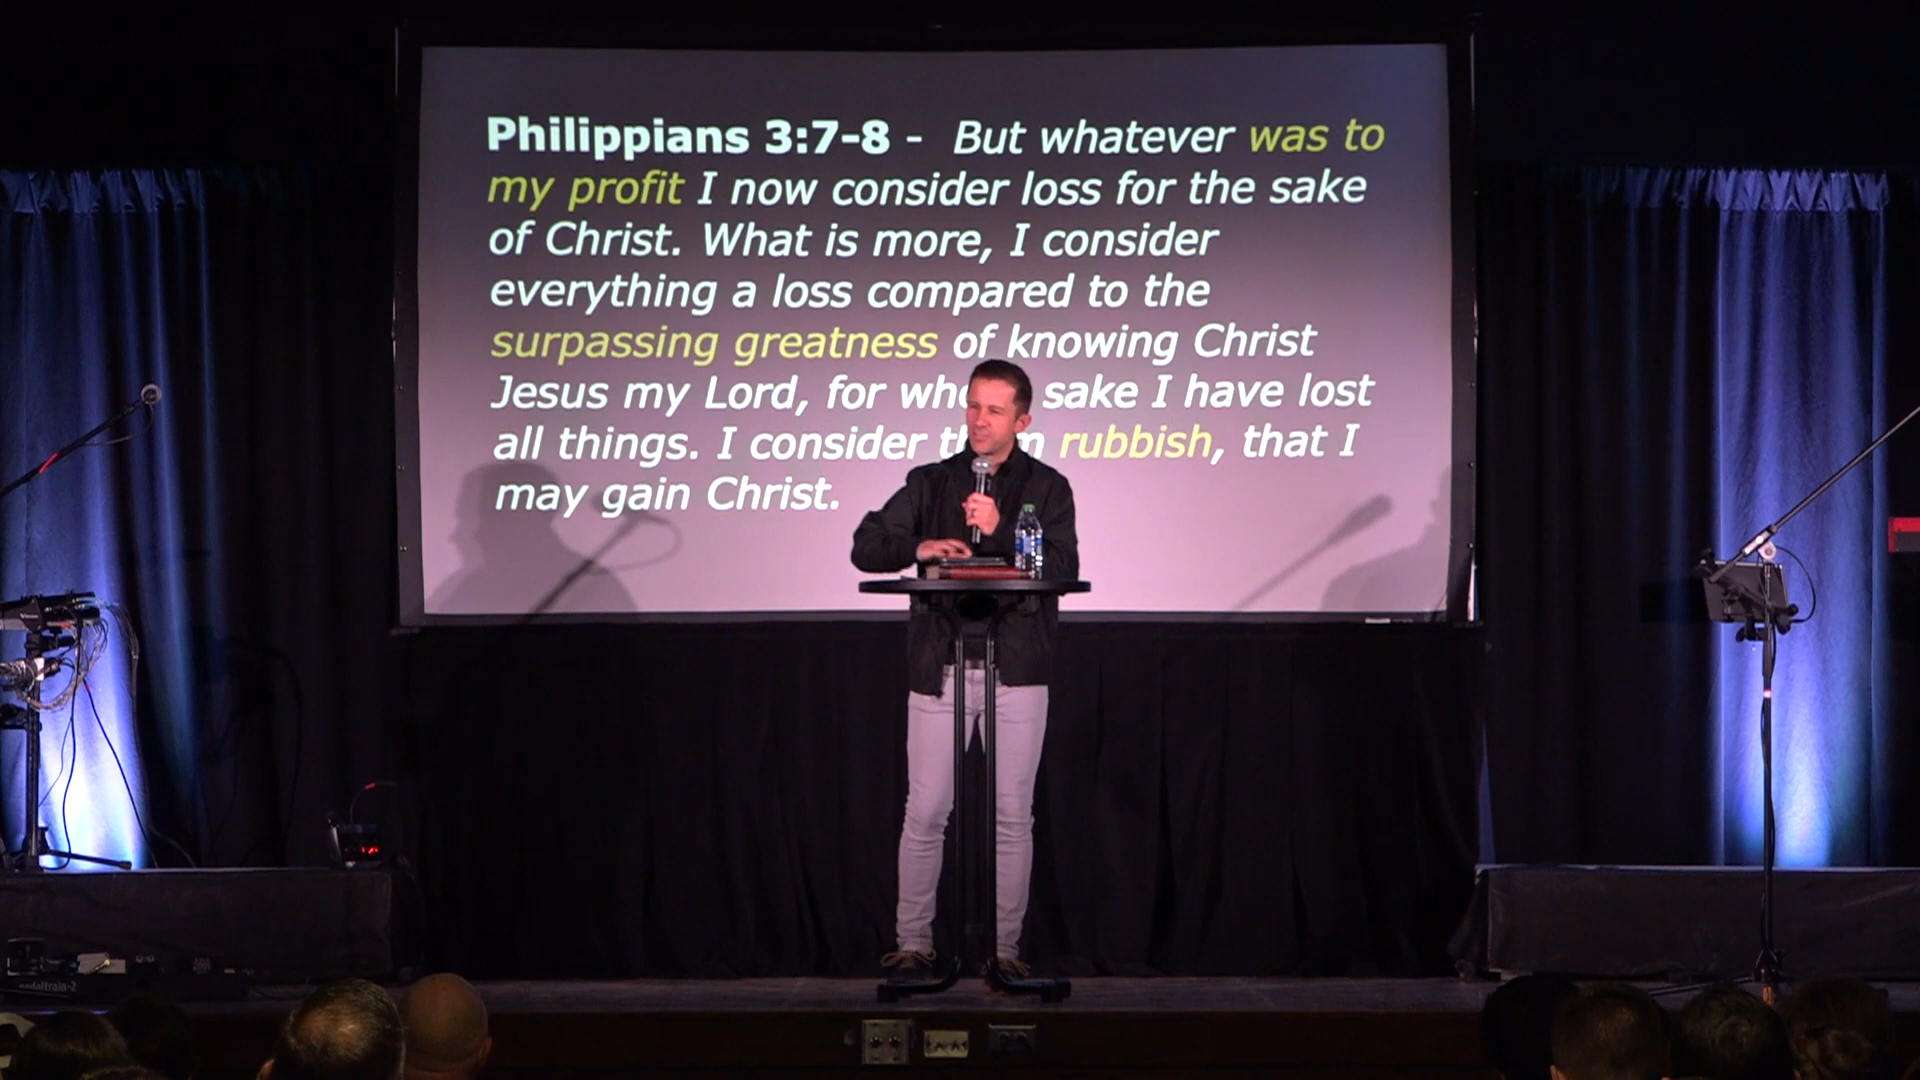 Philippians 3:7-8 - But whatever was to
my profit I now consider loss for the sake
of Christ. What is more, I consider
everything a loss compared to the
surpassing greatness of knowing Christ
Jesus my Lord, for sake I have lost
all things. I consider rubbish, that I
may gain Christ.
pedaltrain-2